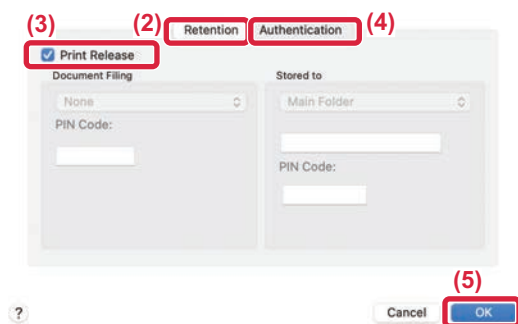 (3) (2) Retention Authentication (4)
Print Release
Document Filing Stored to
None Main Folder
PIN Code:
PIN Code:
(5)
? Cancel OK